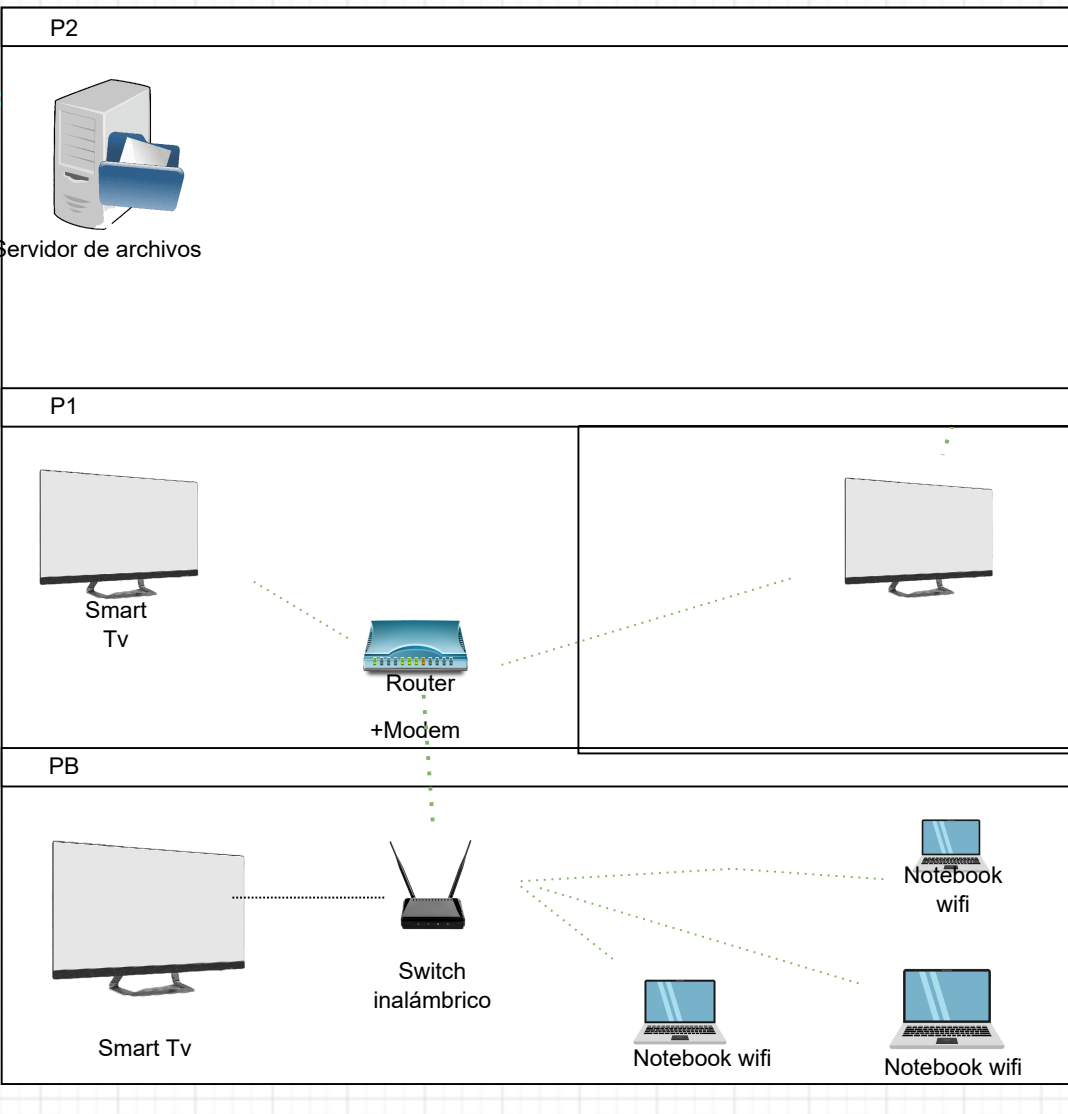 P2
Servidor de archivos
P1
Smart
Tv
Router
+Modem
PB
Notebook
wifi
Switch
inalámbrico
Smart Tv
Notebook wifi
Notebook wifi